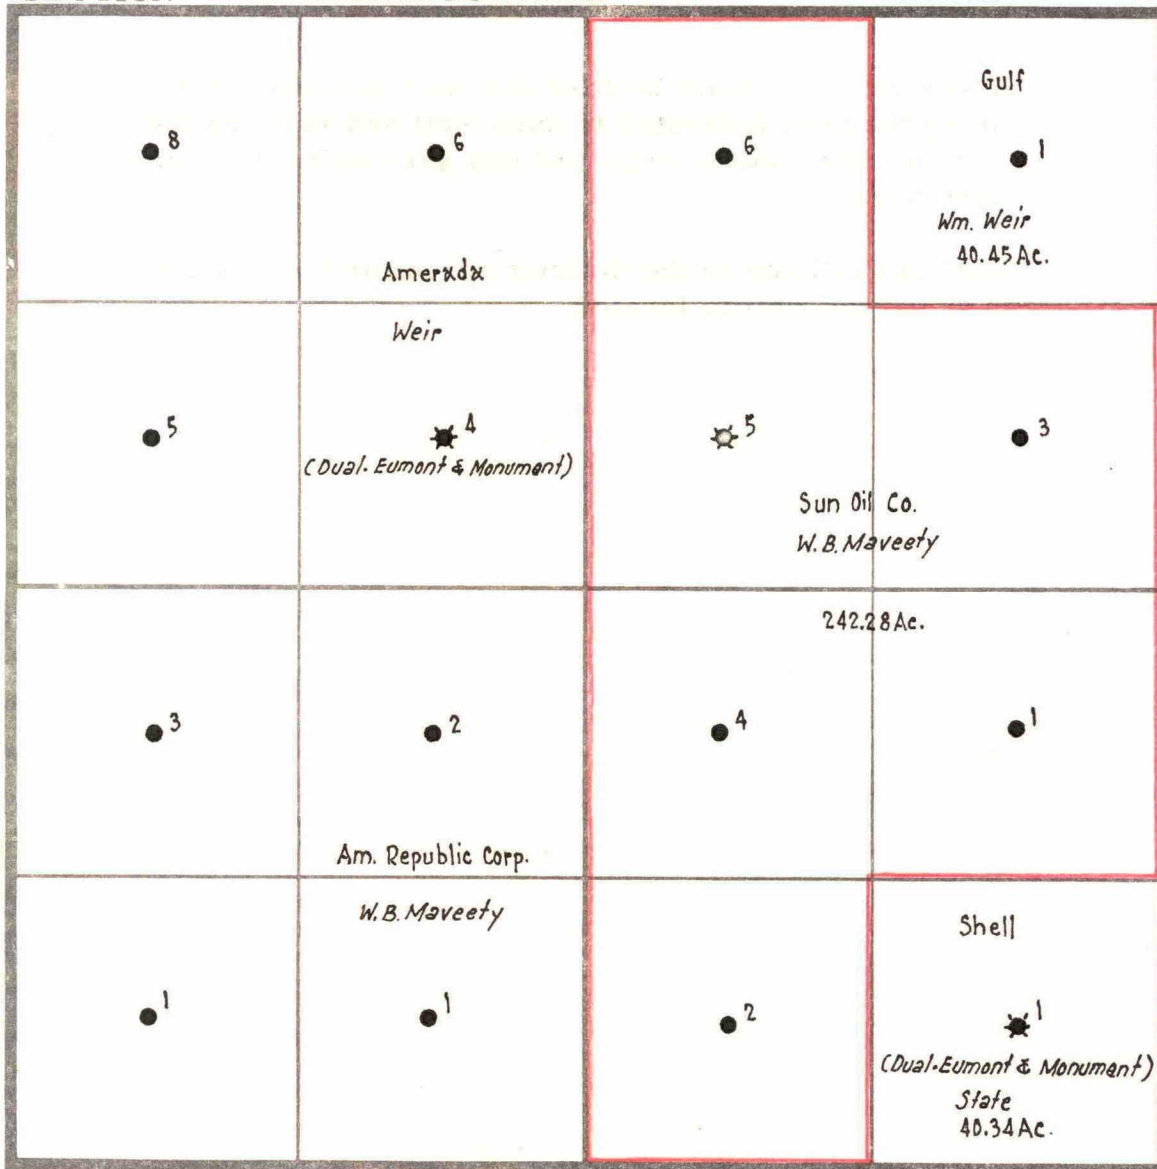 Gulf
8
6
6
1
Wm. Weir
40.45 Ac.
Amerada
Weir
5
4
5
3
(Dual-Eumont & Monument)
Sun Oil Co.
W.B. Maveety
242.28 Ac.
3
2
4
1
Am. Republic Corp.
W.B. Maveety
Shell
1
1
2
1
(Dual-Eumont & Monument)
State
40.34 Ac.